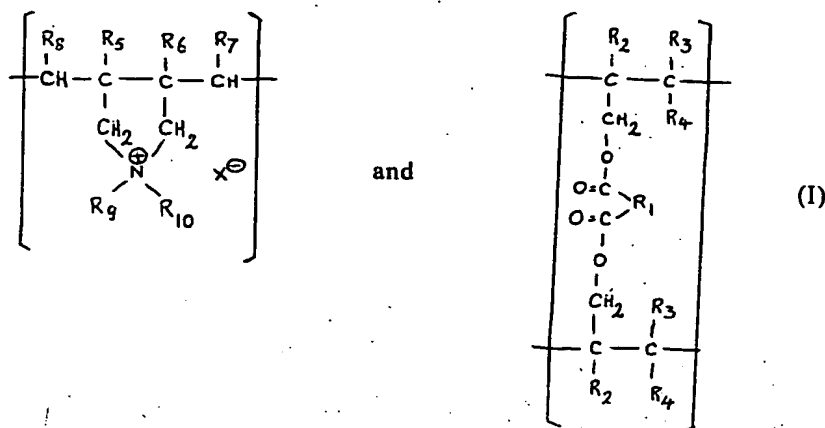 R₈ R₅ R₆ R₇
CH — C — C — CH
CH₂ CH₂
⊕
N x⊖
R₉ R₁₀
and
R₂ R₃
C — C
CH₂ R₄
O
O=C
R₁
O=C
O
CH₂ R₃
C — C
R₂ R₄
(I)